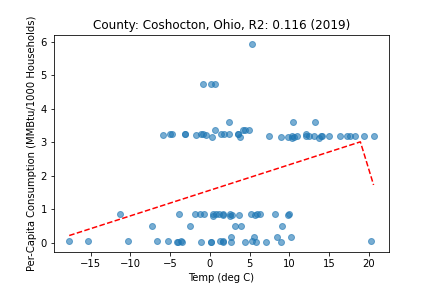 County: Coshocton, Ohio, R2: 0.116 (2019)
Per-Capita Consumption (MMBtu/1000 Households)
6
5
4
3
2
1
0
−15 −10 −5 0 5 10 15 20
Temp (deg C)